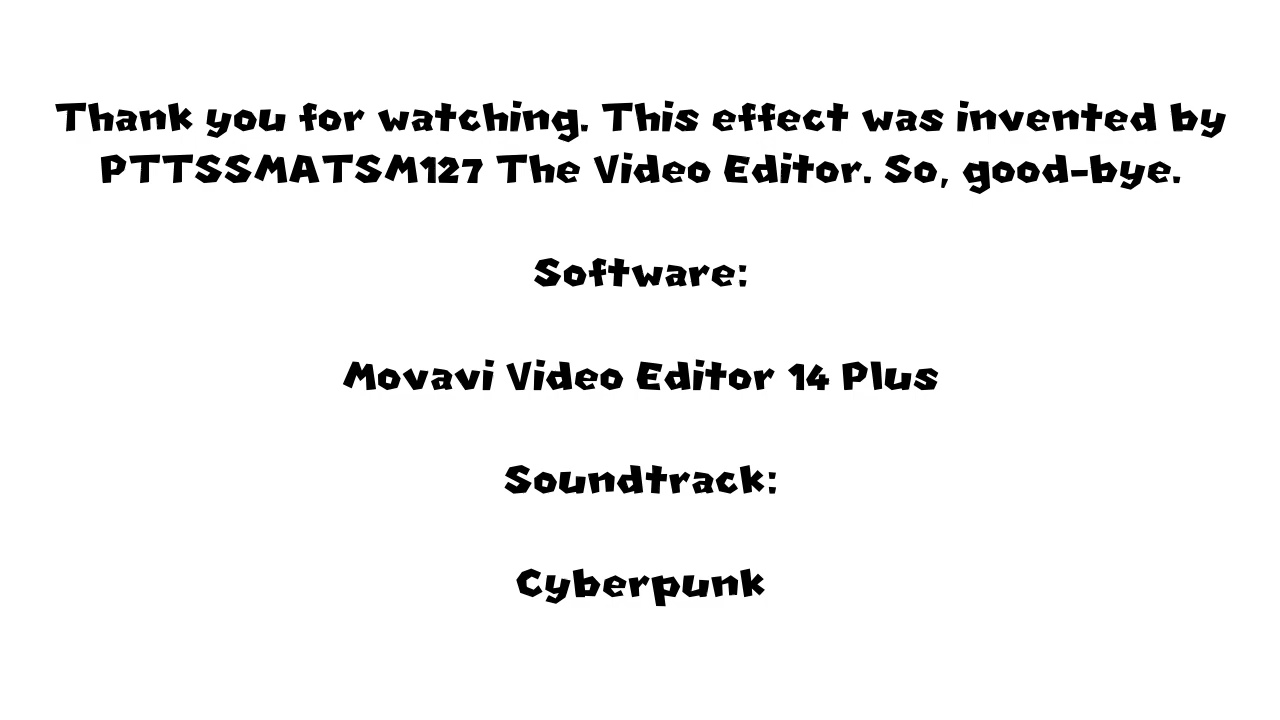 Thank you for watching. This effect was invented by
PTTSSMATSM127 The Video Editor. So, good-bye.
Software:
Movavi Video Editor 14 Plus
Soundtrack:
Cyberpunk